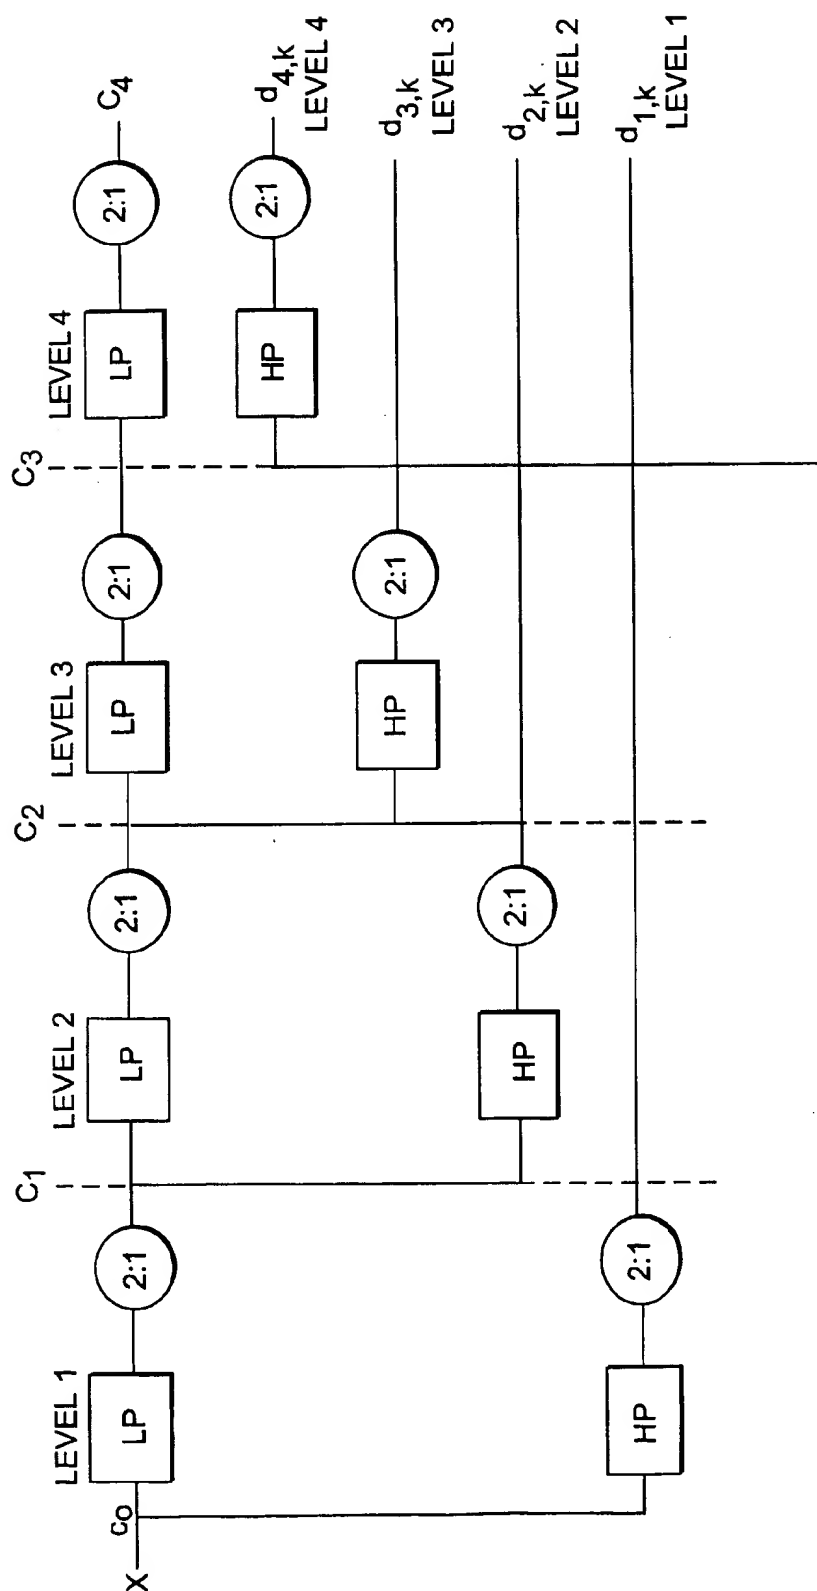 C1
C2
C3
LEVEL 1
LEVEL 2
LEVEL 3
LEVEL 4
X
c0
LP
2:1
LP
2:1
LP
2:1
LP
2:1
C4
HP
2:1
d4,k
LEVEL 4
HP
2:1
d3,k
LEVEL 3
HP
2:1
d2,k
LEVEL 2
HP
2:1
d1,k
LEVEL 1